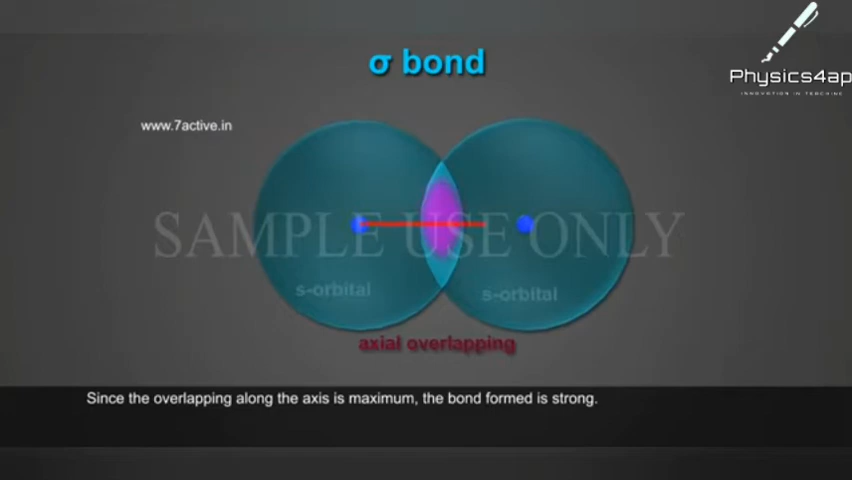 σ bond
Physics4ap
INNOVATION IN TEACHING
www.7active.in
SAMPLE USE ONLY
s-orbital
s-orbital
axial overlapping
Since the overlapping along the axis is maximum, the bond formed is strong.